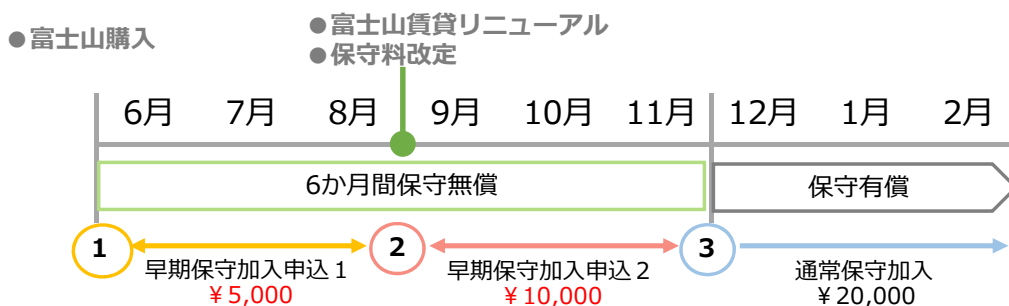 ●富士山購入
●富士山賃貸リニューアル
●保守料改定
6月 7月 8月 9月 10月 11月 12月 1月 2月
6か月間保守無償 保守有償
1 2 3
早期保守加入申込１ 早期保守加入申込２ 通常保守加入
￥5,000 ￥10,000 ￥20,000